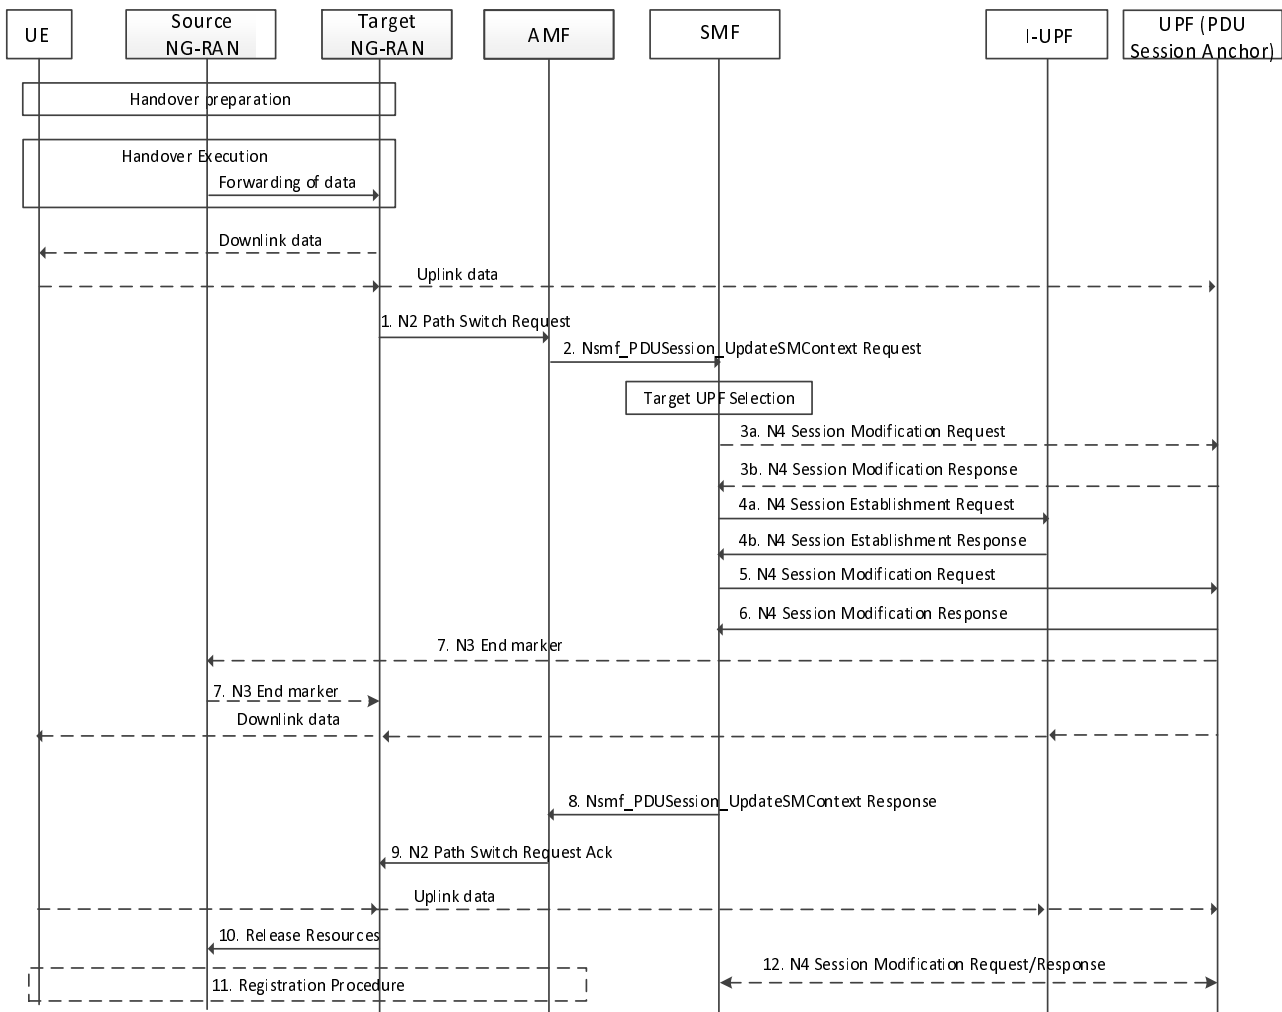 UE
Source
NG-RAN
Target
NG-RAN
AMF
SMF
I-UPF
UPF (PDU
Session Anchor)
Handover preparation
Handover Execution
Forwarding of data
Downlink data
Uplink data
1. N2 Path Switch Request
2. Nsmf_PDUSession_UpdateSMContext Request
Target UPF Selection
3a. N4 Session Modification Request
3b. N4 Session Modification Response
4a. N4 Session Establishment Request
4b. N4 Session Establishment Response
5. N4 Session Modification Request
6. N4 Session Modification Response
7. N3 End marker
7. N3 End marker
Downlink data
8. Nsmf_PDUSession_UpdateSMContext Response
9. N2 Path Switch Request Ack
Uplink data
10. Release Resources
12. N4 Session Modification Request/Response
11. Registration Procedure